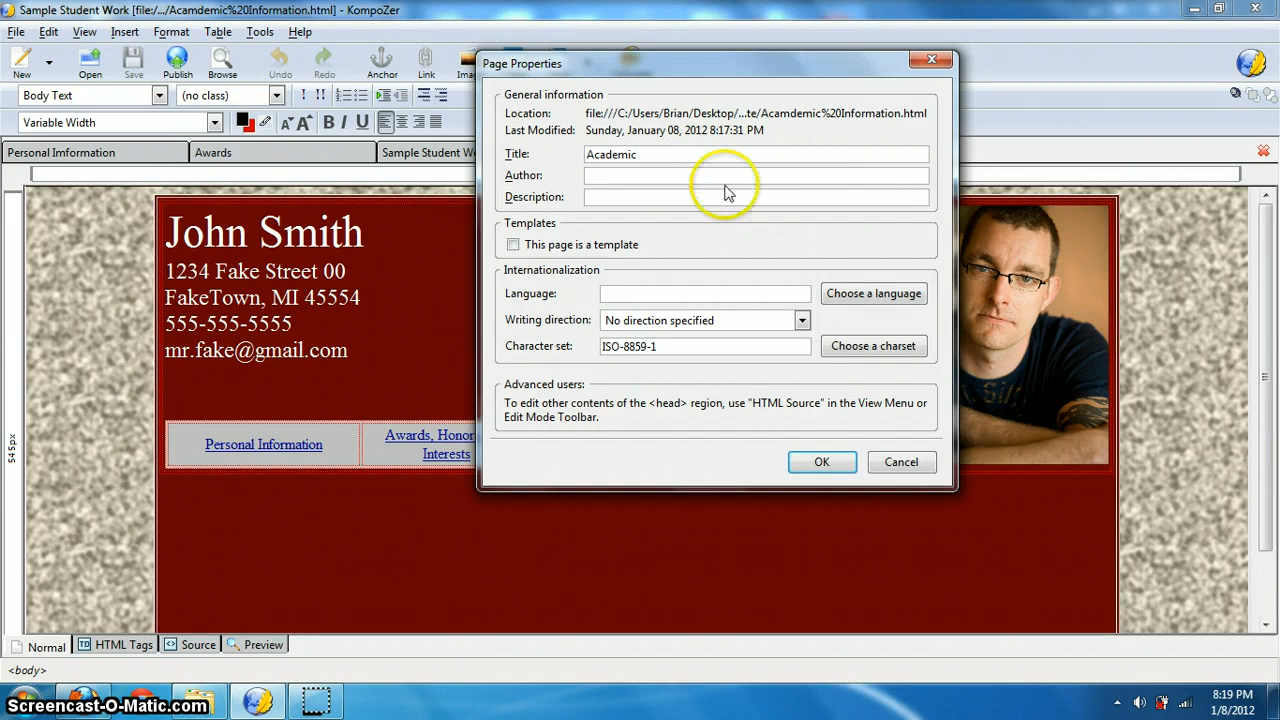 Sample Student Work [file:/.../Acamdemic%20Information.html] - KompoZer
File Edit View Insert Format Table Tools Help
New Open Save Publish Browse Undo Redo Anchor Link
Body Text (no class)
Variable Width
Personal Imformation Awards Sample Student
Page Properties
General information
Location: file:///C:/Users/Brian/Desktop/...te/Acamdemic%20Information.html
Last Modified: Sunday, January 08, 2012 8:17:31 PM
Title: Academic
Author:
Description:
Templates
This page is a template
Internationalization
Language: Choose a language
Writing direction: No direction specified
Character set: ISO-8859-1 Choose a charset
Advanced users:
To edit other contents of the <head> region, use "HTML Source" in the View Menu or
Edit Mode Toolbar.
OK Cancel
John Smith
1234 Fake Street 00
FakeTown, MI 45554
555-555-5555
mr.fake@gmail.com
Personal Information
Awards, Honor
Interests
545px
Normal HTML Tags Source Preview
<body>
Screencast-O-Matic.com
8:19 PM
1/8/2012